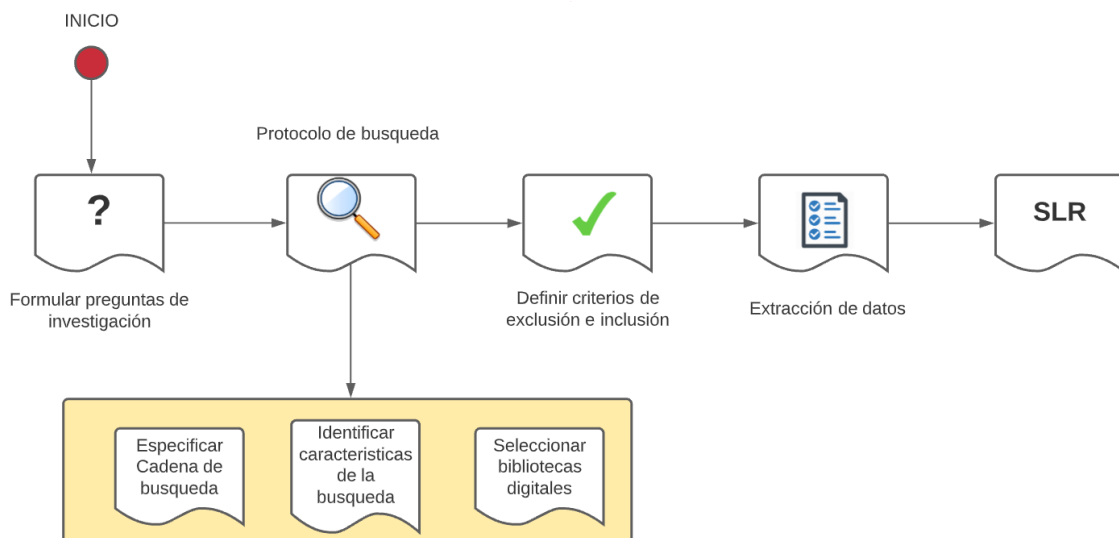 INICIO
Protocolo de busqueda
?
SLR
Formular preguntas de
investigación
Definir criterios de
exclusión e inclusión
Extracción de datos
Especificar
Cadena de
busqueda
Identificar
caracteristicas
de la
busqueda
Seleccionar
bibliotecas
digitales